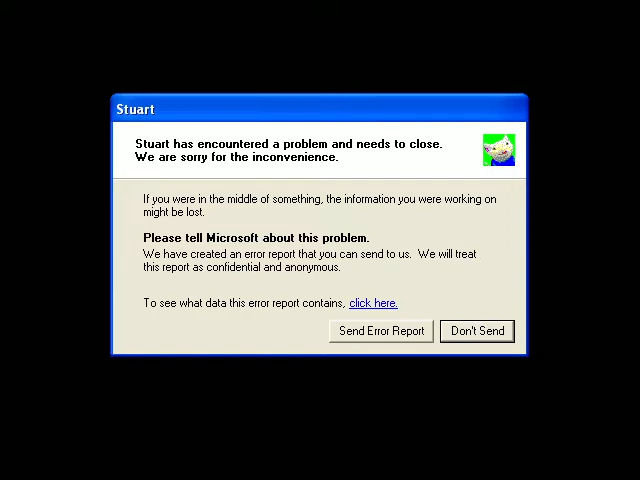 Stuart
Stuart has encountered a problem and needs to close.
We are sorry for the inconvenience.
If you were in the middle of something, the information you were working on
might be lost.
Please tell Microsoft about this problem.
We have created an error report that you can send to us. We will treat
this report as confidential and anonymous.
To see what data this error report contains, click here.
Send Error Report
Don't Send